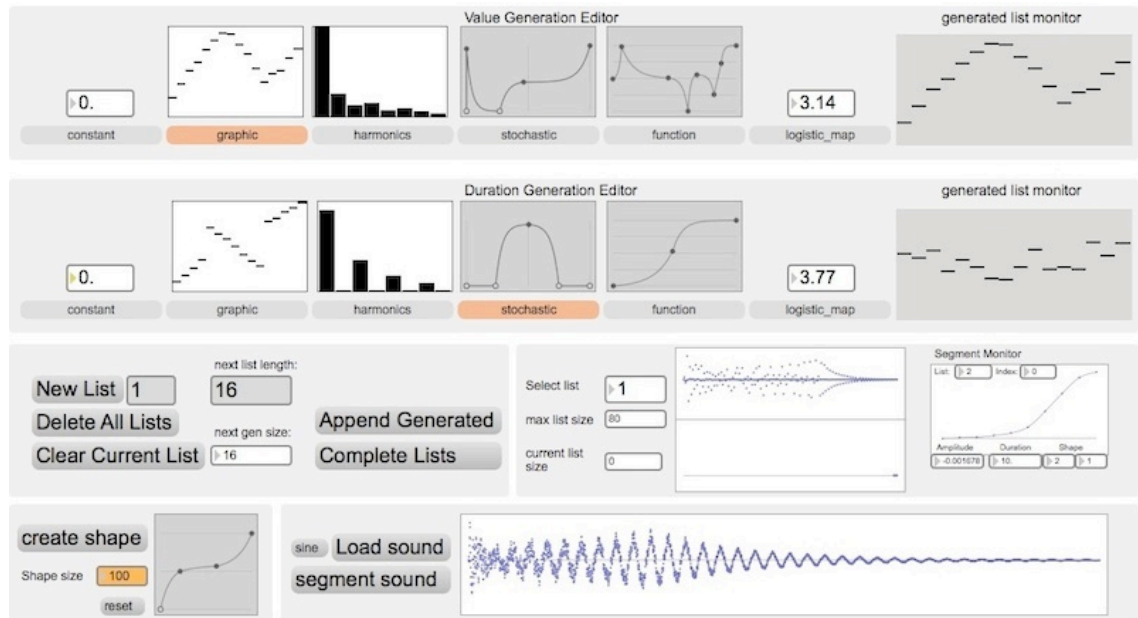 Value Generation Editor
generated list monitor
0.
3.14
constant
graphic
harmonics
stochastic
function
logistic_map
Duration Generation Editor
generated list monitor
0.
3.77
constant
graphic
harmonics
stochastic
function
logistic_map
next list length:
New List 1
16
Delete All Lists
next gen size:
Append Generated
Clear Current List
16
Complete Lists
Select list
1
max list size
80
current list
size
0
Segment Monitor
List: 2 Index: 0
Amplitude Duration Shape
-0.001678 10. 2 1
create shape
Shape size 100
reset
sine Load sound
segment sound